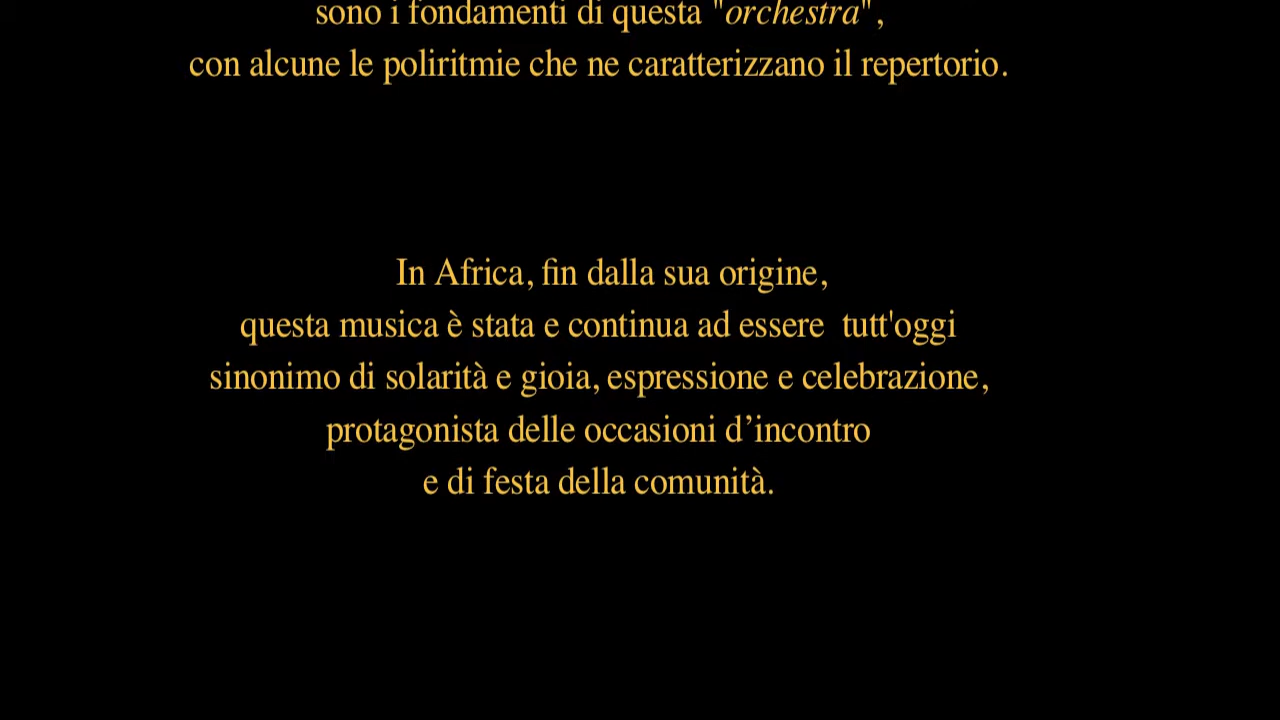 sono i fondamenti di questa "orchestra",
con alcune le poliritmie che ne caratterizzano il repertorio.
In Africa, fin dalla sua origine,
questa musica è stata e continua ad essere  tutt'oggi
sinonimo di solarità e gioia, espressione e celebrazione,
protagonista delle occasioni d’incontro
e di festa della comunità.